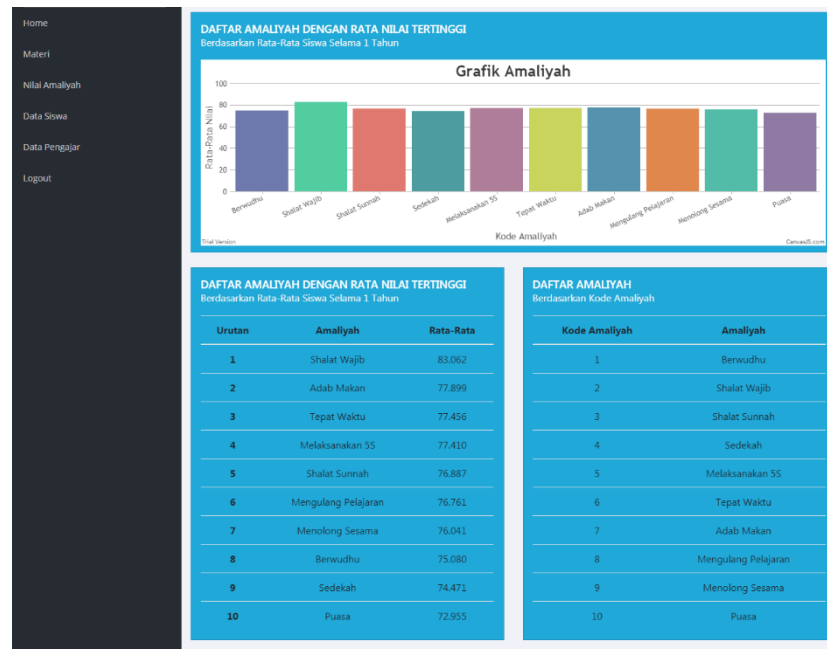 Home
Materi
Nilai Amaliyah
Data Siswa
Data Pengajar
Logout
DAFTAR AMALIYAH DENGAN RATA NILAI TERTINGGI
Berdasarkan Rata-Rata Siswa Selama 1 Tahun
Grafik Amaliyah
Rata-Rata Nilai
100
80
60
40
20
0
Berwudhu
Shalat Wajib
Shalat Sunnah
Sedekah
Melaksanakan 5S
Tepat Waktu
Adab Makan
Mengulang Pelajaran
Menolong Sesama
Puasa
Kode Amaliyah
Trial Version
CanvasJS.com
DAFTAR AMALIYAH DENGAN RATA NILAI TERTINGGI
Berdasarkan Rata-Rata Siswa Selama 1 Tahun
Urutan Amaliyah Rata-Rata
1 Shalat Wajib 83.062
2 Adab Makan 77.899
3 Tepat Waktu 77.456
4 Melaksanakan 5S 77.410
5 Shalat Sunnah 76.887
6 Mengulang Pelajaran 76.761
7 Menolong Sesama 76.041
8 Berwudhu 75.080
9 Sedekah 74.471
10 Puasa 72.955
DAFTAR AMALIYAH
Berdasarkan Kode Amaliyah
Kode Amaliyah Amaliyah
1 Berwudhu
2 Shalat Wajib
3 Shalat Sunnah
4 Sedekah
5 Melaksanakan 5S
6 Tepat Waktu
7 Adab Makan
8 Mengulang Pelajaran
9 Menolong Sesama
10 Puasa